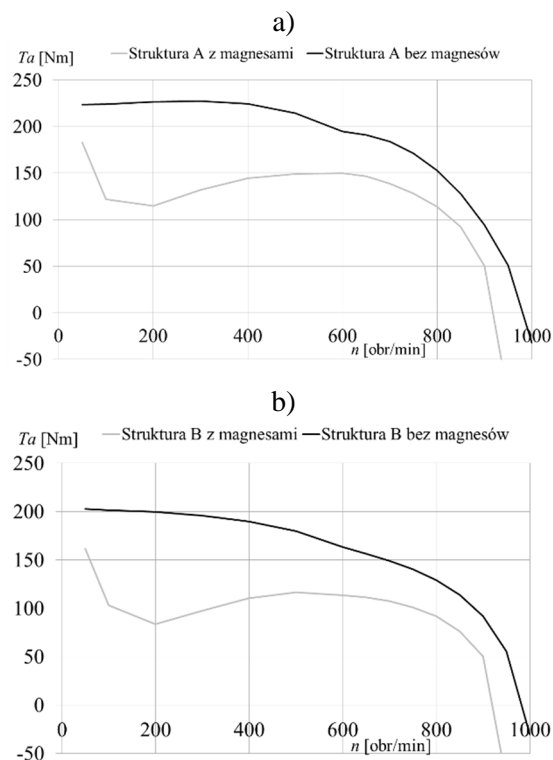 a)
Ta [Nm] Struktura A z magnesami Struktura A bez magnesów
250
200
150
100
50
0
0 200 400 600 800 1000
-50
n [obr/min]
b)
Ta [Nm] Struktura B z magnesami Struktura B bez magnesów
250
200
150
100
50
0
0 200 400 600 800 1000
-50
n [obr/min]